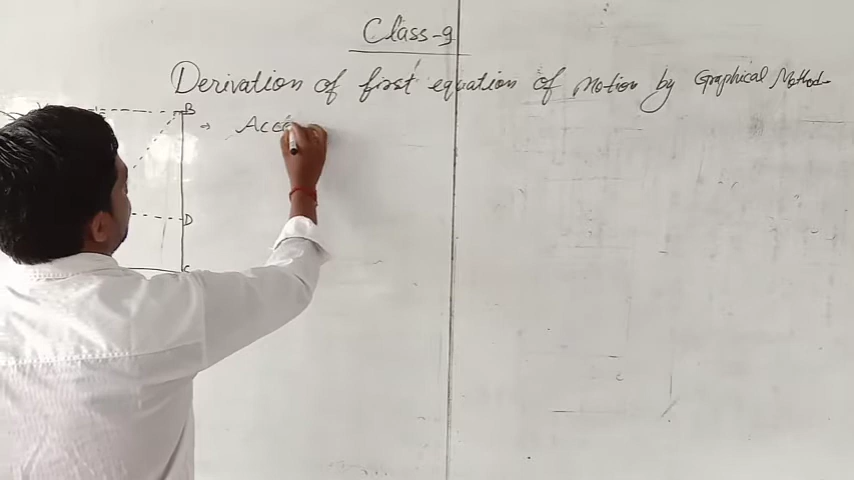 Class-9
Derivation of first equation of Motion by Graphical Method
B
→ Acc
D
C